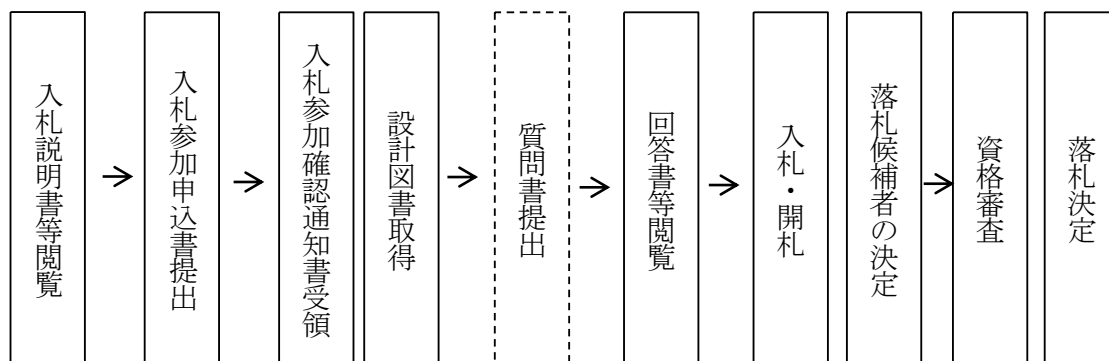 入札説明書等閲覧
入札参加申込書提出
入札参加確認通知書受領
設計図書取得
質問書提出
回答書等閲覧
入札・開札
落札候補者の決定
資格審査
落札決定